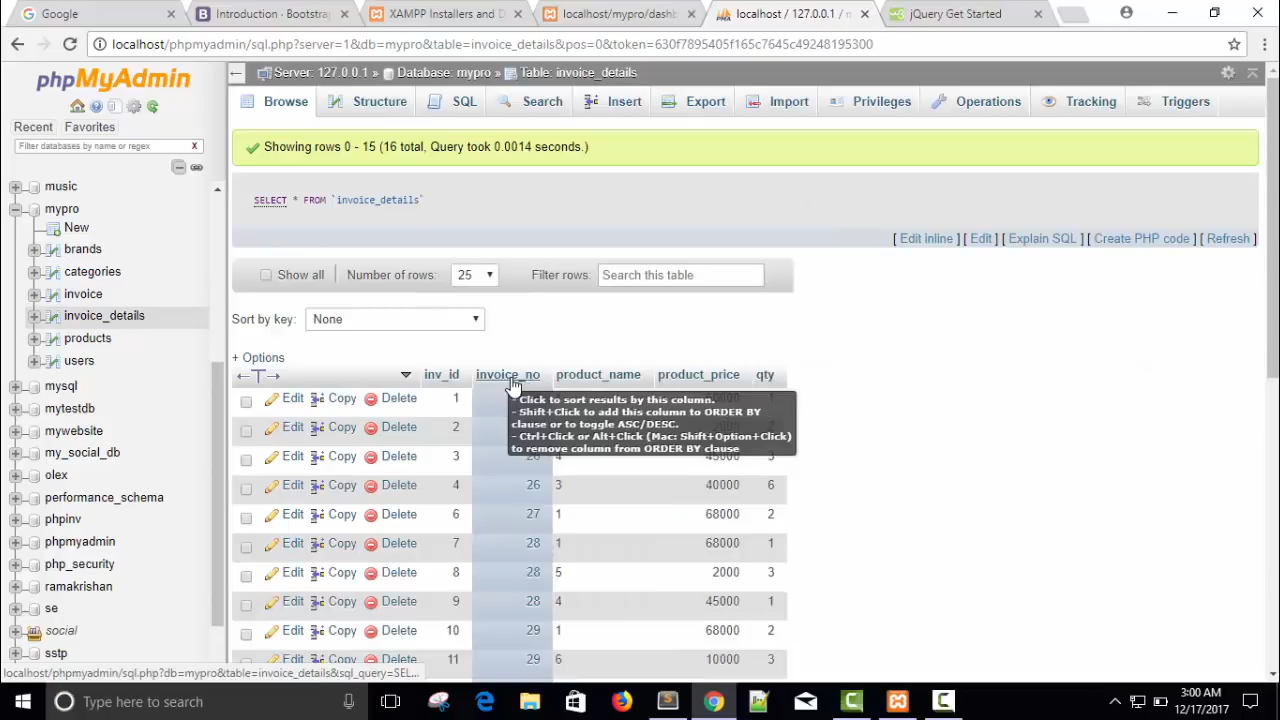 Google
Introduction · Bootstrap
XAMPP Installers and D
localhost/mypro/dashb
localhost / 127.0.0.1 / m
jQuery Get Started
localhost/phpmyadmin/sql.php?server=1&db=mypro&table=invoice_details&pos=0&token=630f7895405f165c7645c49248195300
phpMyAdmin
Server: 127.0.0.1 » Database: mypro » Table: invoice_details
Browse Structure SQL Search Insert Export Import Privileges Operations Tracking Triggers
Recent Favorites
Filter databases by name or regex X
music
mypro
New
brands
categories
invoice
invoice_details
products
users
mysql
mytestdb
mywebsite
my_social_db
olex
performance_schema
phpinv
phpmyadmin
php_security
ramakrishan
se
social
sstp
Showing rows 0 - 15 (16 total, Query took 0.0014 seconds.)
SELECT * FROM `invoice_details`
[ Edit inline ] [ Edit ] [ Explain SQL ] [ Create PHP code ] [ Refresh ]
Show all Number of rows: 25 Filter rows: Search this table
Sort by key: None
+ Options
inv_id invoice_no product_name product_price qty
Edit Copy Delete 1
Edit Copy Delete 2
Edit Copy Delete 3
Edit Copy Delete 4 26 3 40000 6
Edit Copy Delete 6 27 1 68000 2
Edit Copy Delete 7 28 1 68000 1
Edit Copy Delete 8 28 5 2000 3
Edit Copy Delete 9 28 4 45000 1
Edit Copy Delete 10 29 1 68000 2
Edit Copy Delete 11 29 6 10000 3
- Click to sort results by this column.
- Shift+Click to add this column to ORDER BY
clause or to toggle ASC/DESC.
- Ctrl+Click or Alt+Click (Mac: Shift+Option+Click)
to remove column from ORDER BY clause
localhost/phpmyadmin/sql.php?db=mypro&table=invoice_details&sql_query=SEL...
Type here to search
3:00 AM
12/17/2017